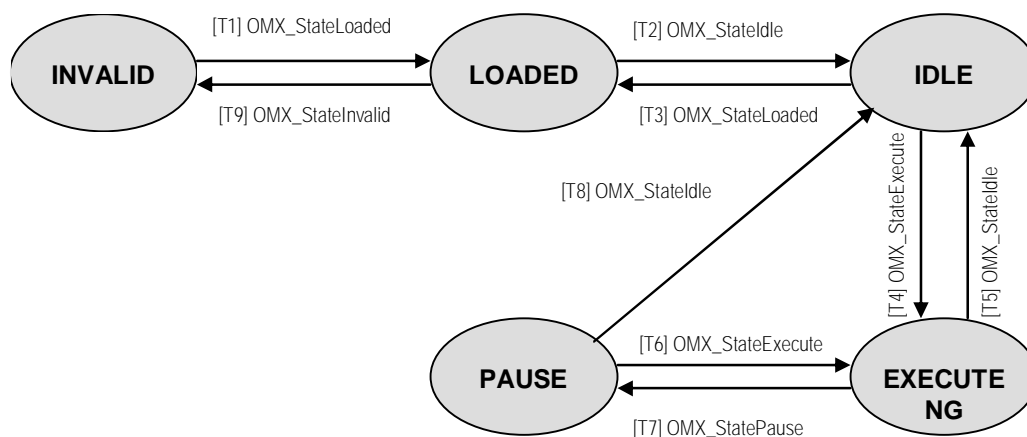 [T1] OMX_StateLoaded
[T2] OMX_StateIdle
INVALID
LOADED
IDLE
[T9] OMX_StateInvalid
[T3] OMX_StateLoaded
[T8] OMX_StateIdle
[T4] OMX_StateExecute
[T5] OMX_StateIdle
[T6] OMX_StateExecute
PAUSE
EXECUTE
NG
[T7] OMX_StatePause